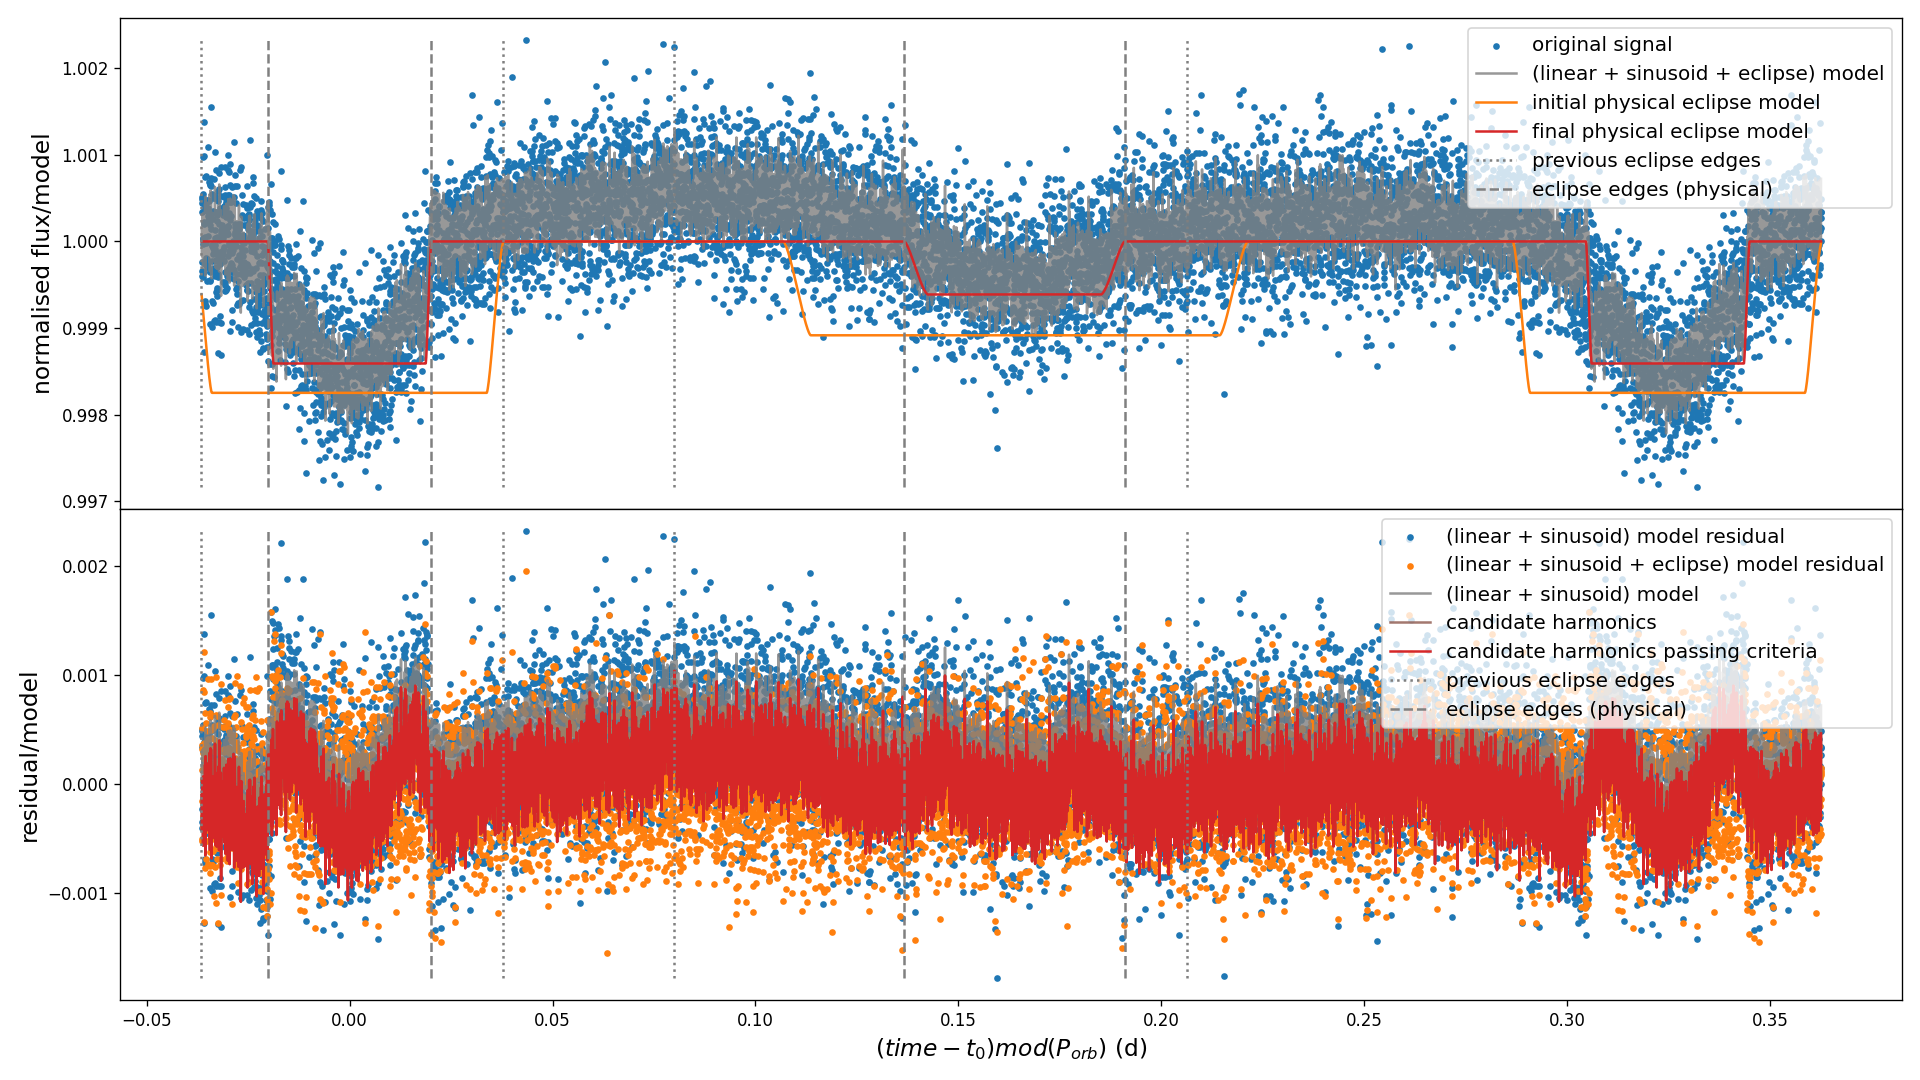 original signal
(linear + sinusoid + eclipse) model
initial physical eclipse model
final physical eclipse model
previous eclipse edges
eclipse edges (physical)
1.002
1.001
1.000
0.999
0.998
0.997
normalised flux/model
(linear + sinusoid) model residual
(linear + sinusoid + eclipse) model residual
(linear + sinusoid) model
candidate harmonics
candidate harmonics passing criteria
previous eclipse edges
eclipse edges (physical)
0.002
0.001
0.000
−0.001
residual/model
−0.05 0.00 0.05 0.10 0.15 0.20 0.25 0.30 0.35
(time − t₀)mod(Pₒᵣb) (d)